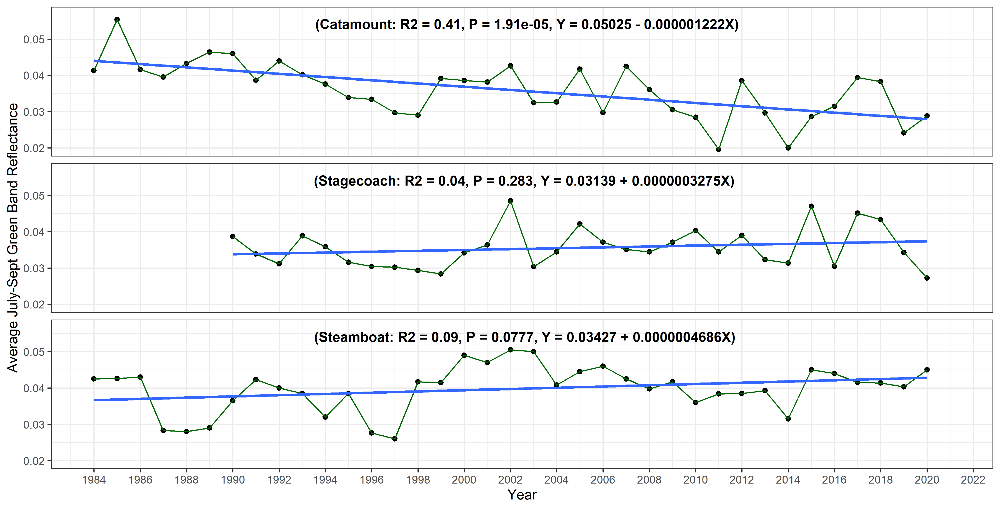 Average July-Sept Green Band Reflectance
(Catamount: R2 = 0.41, P = 1.91e-05, Y = 0.05025 - 0.000001222X)
0.05
0.04
0.03
0.02
(Stagecoach: R2 = 0.04, P = 0.283, Y = 0.03139 + 0.0000003275X)
0.05
0.04
0.03
0.02
(Steamboat: R2 = 0.09, P = 0.0777, Y = 0.03427 + 0.0000004686X)
0.05
0.04
0.03
0.02
1984 1986 1988 1990 1992 1994 1996 1998 2000 2002 2004 2006 2008 2010 2012 2014 2016 2018 2020 2022
Year